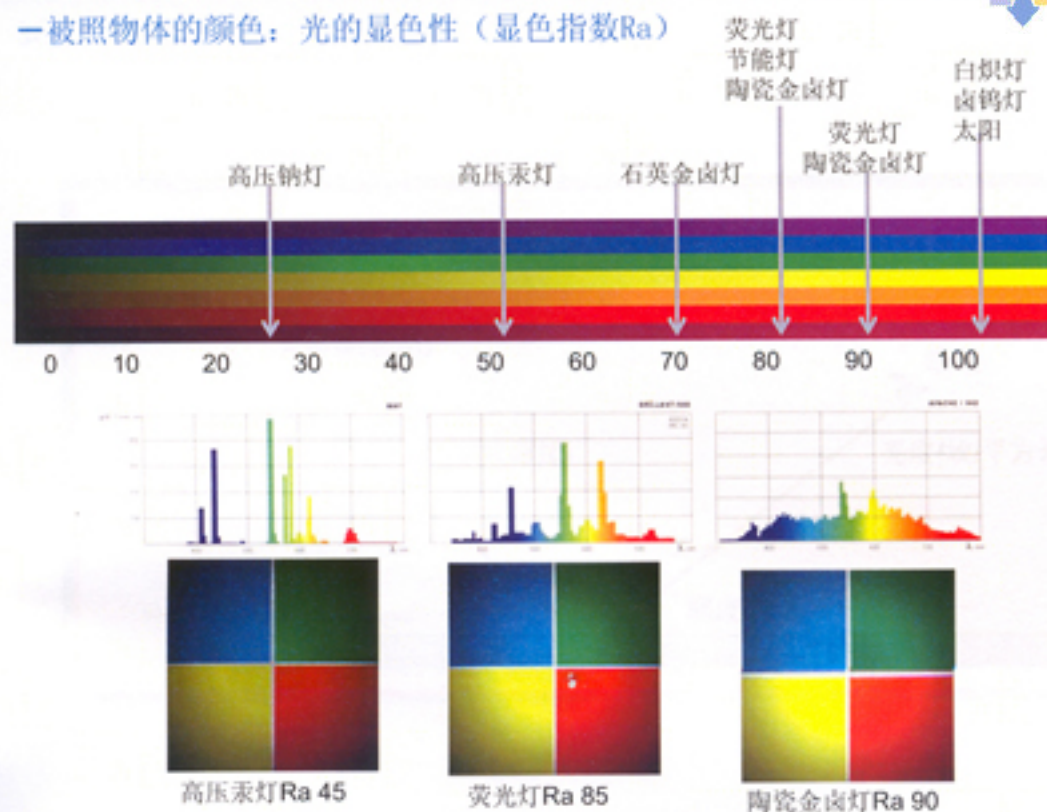 —被照物体的颜色：光的显色性（显色指数Ra）
荧光灯
节能灯
陶瓷金卤灯
白炽灯
卤钨灯
太阳
荧光灯
陶瓷金卤灯
高压钠灯
高压汞灯
石英金卤灯
0 10 20 30 40 50 60 70 80 90 100
高压汞灯Ra 45
荧光灯Ra 85
陶瓷金卤灯Ra 90